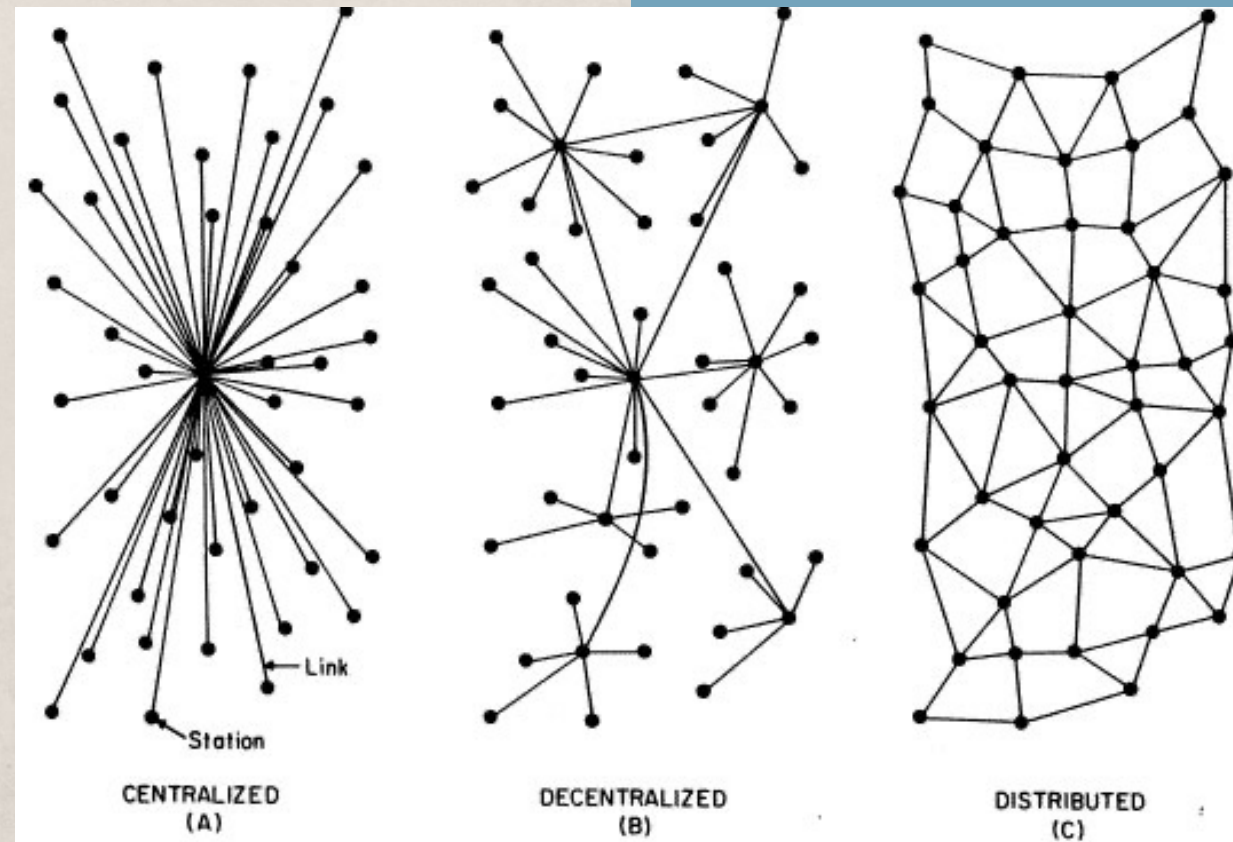 Link
Station
CENTRALIZED
(A)
DECENTRALIZED
(B)
DISTRIBUTED
(C)